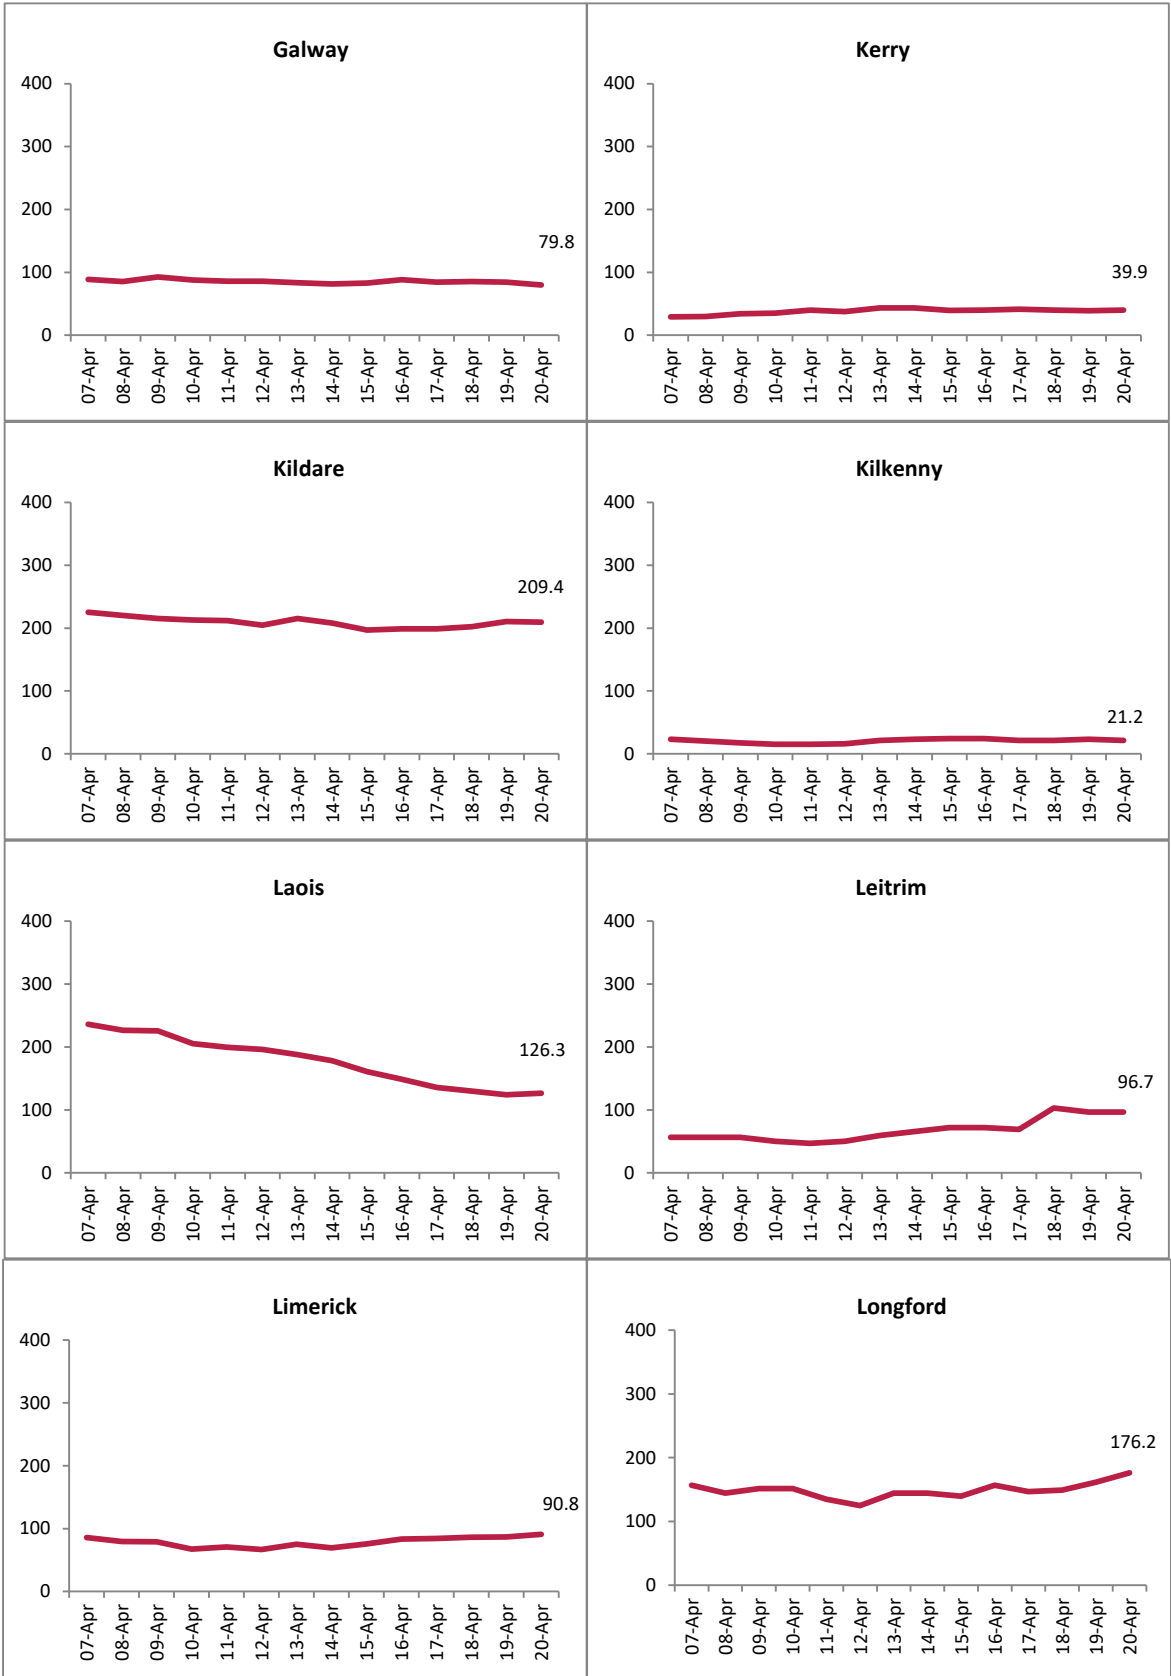 Galway
400
300
200
100
0
79.8
07-Apr
08-Apr
09-Apr
10-Apr
11-Apr
12-Apr
13-Apr
14-Apr
15-Apr
16-Apr
17-Apr
18-Apr
19-Apr
20-Apr
Kerry
400
300
200
100
0
39.9
07-Apr
08-Apr
09-Apr
10-Apr
11-Apr
12-Apr
13-Apr
14-Apr
15-Apr
16-Apr
17-Apr
18-Apr
19-Apr
20-Apr
Kildare
400
300
200
100
0
209.4
07-Apr
08-Apr
09-Apr
10-Apr
11-Apr
12-Apr
13-Apr
14-Apr
15-Apr
16-Apr
17-Apr
18-Apr
19-Apr
20-Apr
Kilkenny
400
300
200
100
0
21.2
07-Apr
08-Apr
09-Apr
10-Apr
11-Apr
12-Apr
13-Apr
14-Apr
15-Apr
16-Apr
17-Apr
18-Apr
19-Apr
20-Apr
Laois
400
300
200
100
0
126.3
07-Apr
08-Apr
09-Apr
10-Apr
11-Apr
12-Apr
13-Apr
14-Apr
15-Apr
16-Apr
17-Apr
18-Apr
19-Apr
20-Apr
Leitrim
400
300
200
100
0
96.7
07-Apr
08-Apr
09-Apr
10-Apr
11-Apr
12-Apr
13-Apr
14-Apr
15-Apr
16-Apr
17-Apr
18-Apr
19-Apr
20-Apr
Limerick
400
300
200
100
0
90.8
07-Apr
08-Apr
09-Apr
10-Apr
11-Apr
12-Apr
13-Apr
14-Apr
15-Apr
16-Apr
17-Apr
18-Apr
19-Apr
20-Apr
Longford
400
300
200
100
0
176.2
07-Apr
08-Apr
09-Apr
10-Apr
11-Apr
12-Apr
13-Apr
14-Apr
15-Apr
16-Apr
17-Apr
18-Apr
19-Apr
20-Apr